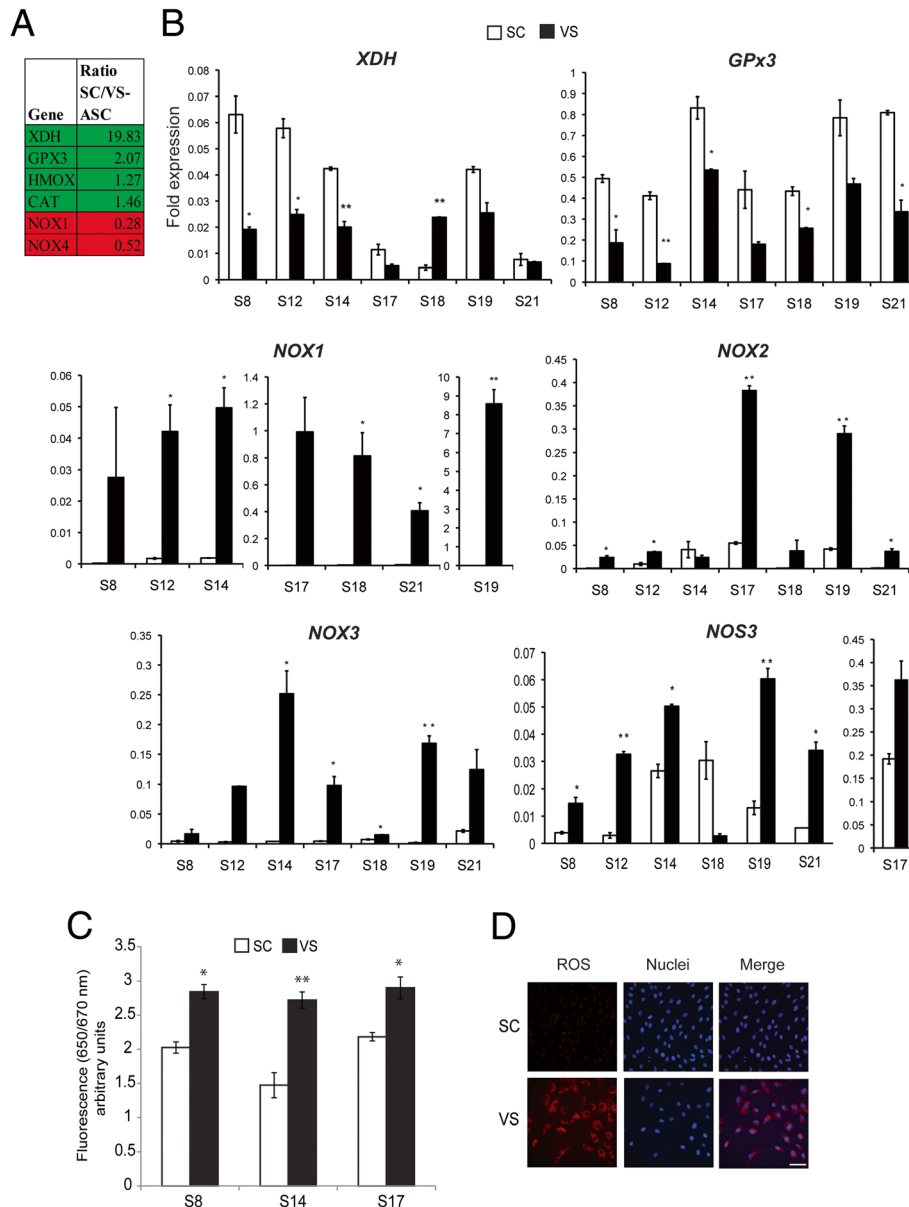 A
Gene Ratio SC/VS-ASC
XDH 19.83
GPX3 2.07
HMOX 1.27
CAT 1.46
NOX1 0.28
NOX4 0.52
B
SC VS
Fold expression
XDH
0.08
0.07
0.06
0.05
0.04
0.03
0.02
0.01
0
* * ** **
S8 S12 S14 S17 S18 S19 S21
GPx3
1
0.9
0.8
0.7
0.6
0.5
0.4
0.3
0.2
0.1
0
* ** * * *
S8 S12 S14 S17 S18 S19 S21
NOX1
0.06
0.05
0.04
0.03
0.02
0.01
0
* *
S8 S12 S14
1.4
1.2
1.0
0.8
0.6
0.4
0.2
0
* *
S17 S18 S21
10
9
8
7
6
5
4
3
2
1
0
**
S19
NOX2
0.45
0.4
0.35
0.3
0.25
0.2
0.15
0.1
0.05
0
* * ** ** *
S8 S12 S14 S17 S18 S19 S21
NOX3
0.35
0.3
0.25
0.2
0.15
0.1
0.05
0
* * * **
S8 S12 S14 S17 S18 S19 S21
NOS3
0.07
0.06
0.05
0.04
0.03
0.02
0.01
0
* ** * ** *
S8 S12 S14 S18 S19 S21
0.45
0.4
0.35
0.3
0.25
0.2
0.15
0.1
0.05
0
S17
C
SC VS
Fluorescence (650/670 nm)
arbitrary units
3.5
3
2.5
2
1.5
1
0.5
0
* ** *
S8 S14 S17
D
ROS Nuclei Merge
SC
VS